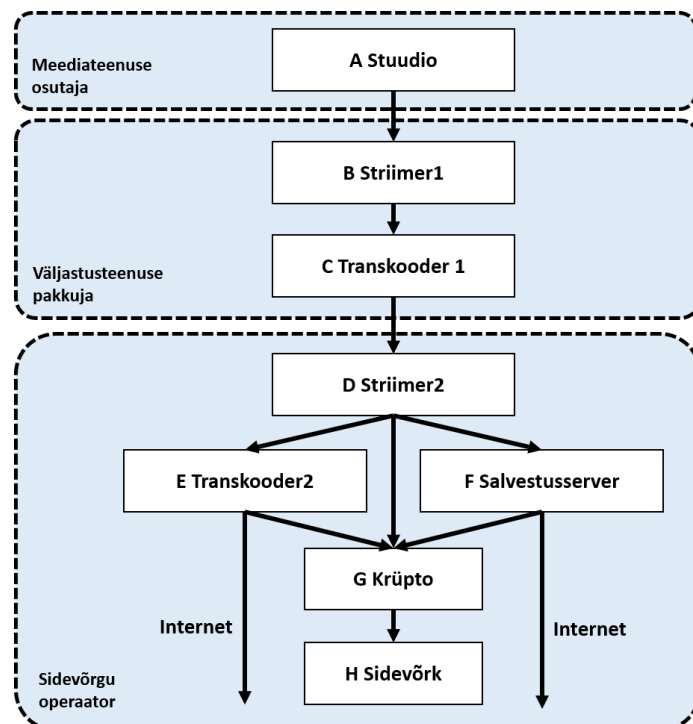 A Stuudio
Meediateenuse
osutaja
B Striimer1
C Transkooder 1
Väljastusteenuse
pakkuja
D Striimer2
E Transkooder2
F Salvestusserver
G Krüpto
Internet
Internet
H Sidevõrk
Sidevõrgu
operaator